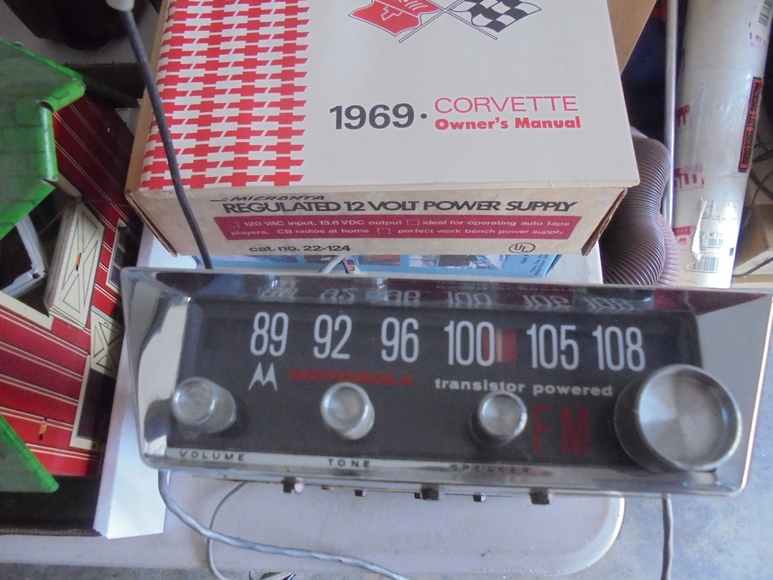 1969 · CORVETTE
Owner's Manual
MICRONTA
REGULATED 12 VOLT POWER SUPPLY
120 VAC input, 13.8 VDC output ideal for operating auto tape
players, CB radios at home perfect work bench power supply
cat. no. 22-124
UL
89 92 96 100 105 108
MOTOROLA transistor powered
FM
VOLUME TONE SPEAKER